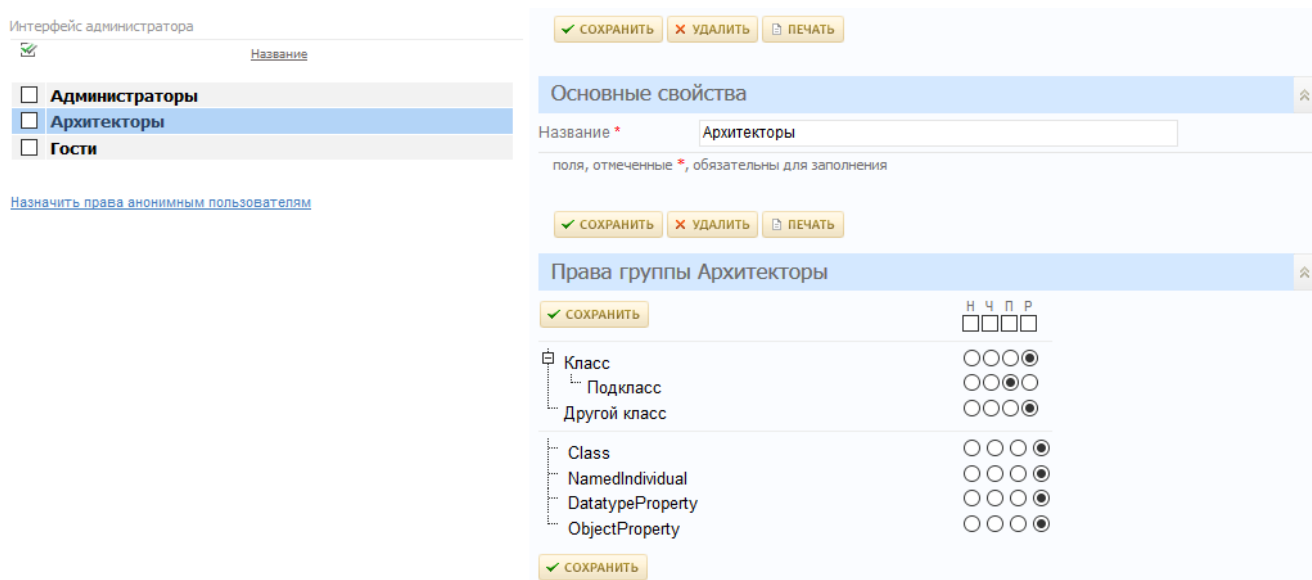 Интерфейс администратора
Название
Администраторы
Архитекторы
Гости
Назначить права анонимным пользователям
СОХРАНИТЬ УДАЛИТЬ ПЕЧАТЬ
Основные свойства
Название * Архитекторы
поля, отмеченные *, обязательны для заполнения
СОХРАНИТЬ УДАЛИТЬ ПЕЧАТЬ
Права группы Архитекторы
СОХРАНИТЬ Н Ч П Р
Класс
Подкласс
Другой класс
Class
NamedIndividual
DatatypeProperty
ObjectProperty
СОХРАНИТЬ